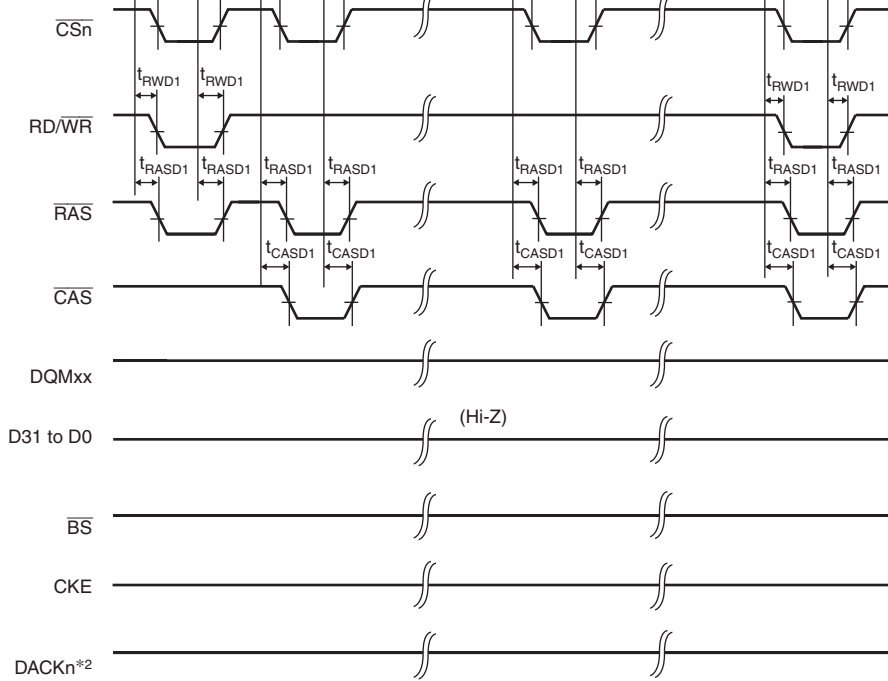 CSn
tRWD1 tRWD1 tRWD1 tRWD1
RD/WR
tRASD1 tRASD1 tRASD1 tRASD1 tRASD1 tRASD1 tRASD1 tRASD1
RAS
tCASD1 tCASD1 tCASD1 tCASD1 tCASD1 tCASD1
CAS
DQMxx
(Hi-Z)
D31 to D0
BS
CKE
DACKn*2